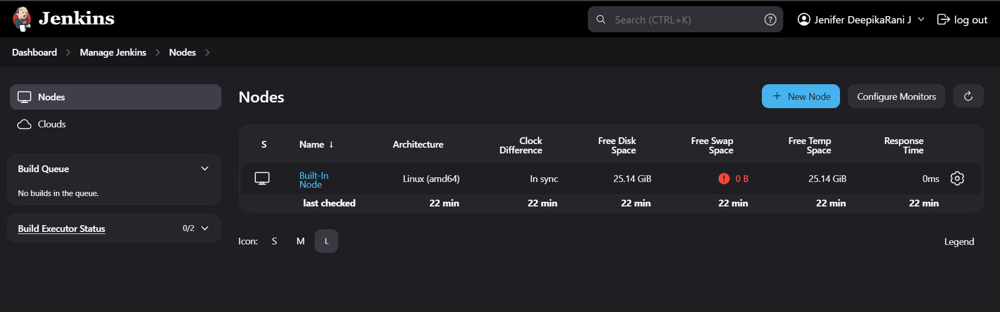 Jenkins
Search (CTRL+K)
?
Jenifer DeepikaRani J
log out
Dashboard > Manage Jenkins > Nodes >
Nodes
Clouds
Build Queue
No builds in the queue.
Build Executor Status 0/2
Nodes
+ New Node
Configure Monitors
S Name ↓ Architecture Clock Difference Free Disk Space Free Swap Space Free Temp Space Response Time
Built-In Node Linux (amd64) In sync 25.14 GiB ! 0 B 25.14 GiB 0ms
last checked 22 min 22 min 22 min 22 min 22 min 22 min
Icon: S M L
Legend